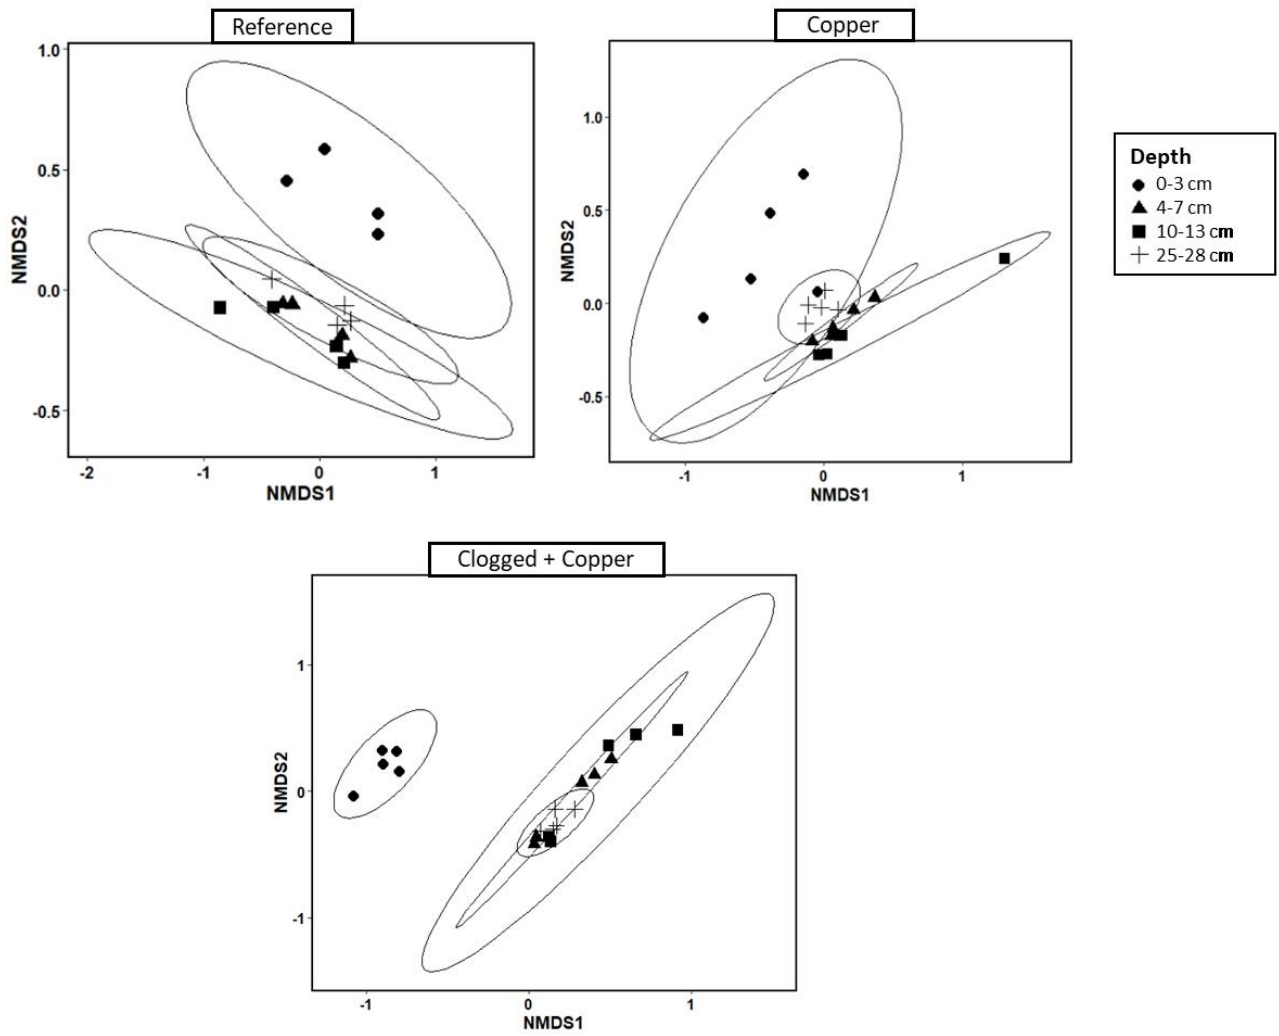 Reference
1.0
0.5
0.0
-0.5
NMDS2
-2 -1 0 1
NMDS1
Copper
1.0
0.5
0.0
-0.5
NMDS2
-1 0 1
NMDS1
Depth
0-3 cm
4-7 cm
10-13 cm
25-28 cm
Clogged + Copper
1
0
-1
NMDS2
-1 0 1
NMDS1